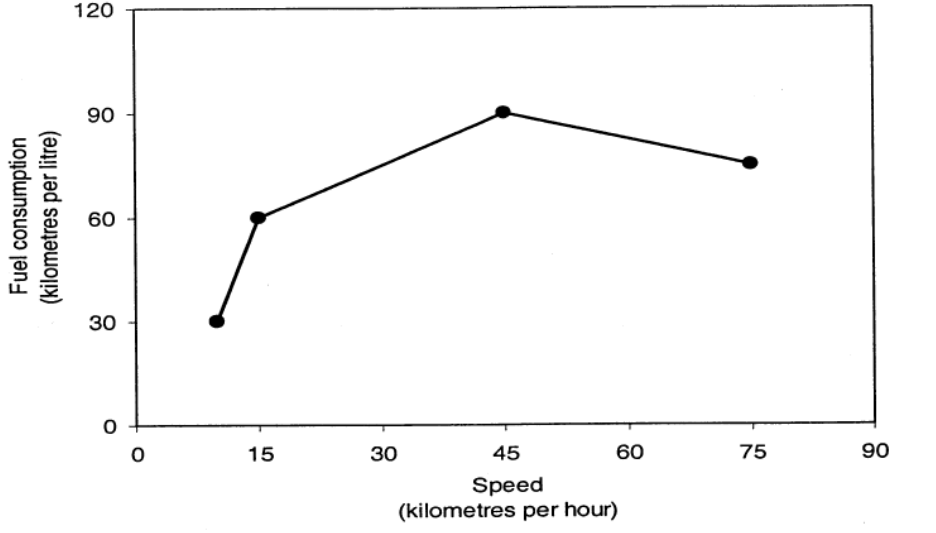 120
90
60
30
0
Fuel consumption
(kilometres per litre)
0 15 30 45 60 75 90
Speed
(kilometres per hour)